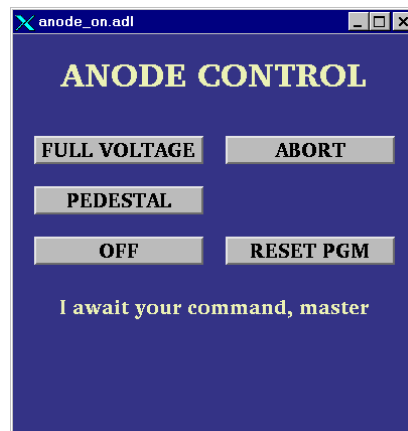 anode_on.adl
ANODE CONTROL
FULL VOLTAGE ABORT
PEDESTAL
OFF RESET PGM
I await your command, master